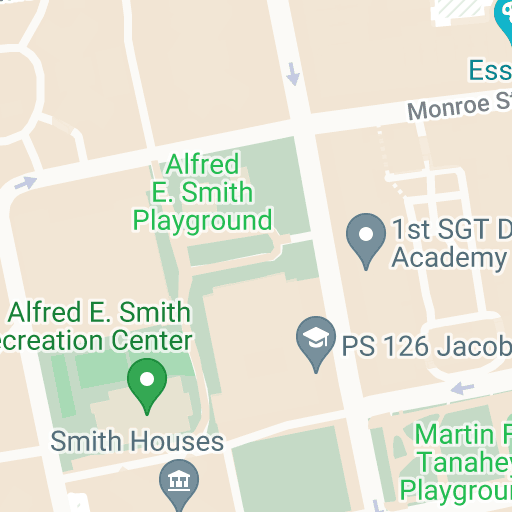 Ess
Monroe St
Alfred
E. Smith
Playground
1st SGT D
Academy
Alfred E. Smith
ecreation Center
PS 126 Jacob
Smith Houses
Martin F
Tanahey
Playgroun